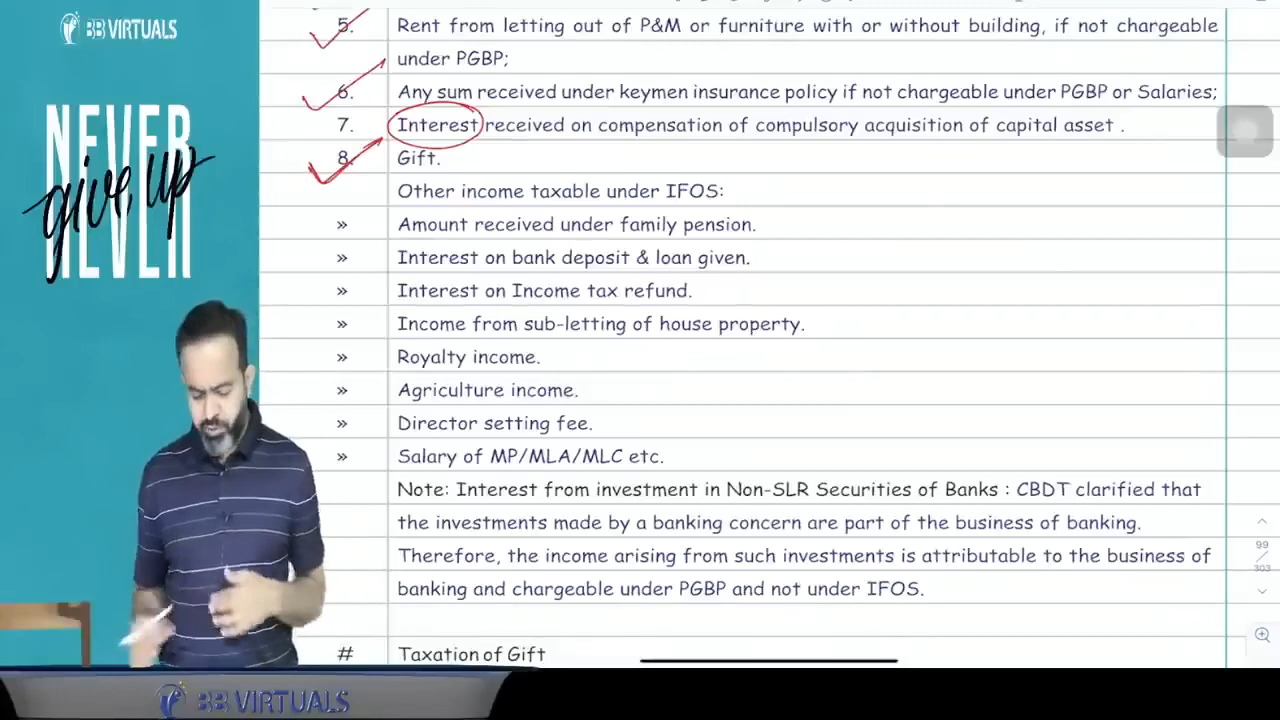 BB VIRTUALS
NEVER
give up
NEVER
5. Rent from letting out of P&M or furniture with or without building, if not chargeable
under PGBP;
6. Any sum received under keymen insurance policy if not chargeable under PGBP or Salaries;
7. Interest received on compensation of compulsory acquisition of capital asset .
8. Gift.
Other income taxable under IFOS:
» Amount received under family pension.
» Interest on bank deposit & loan given.
» Interest on Income tax refund.
» Income from sub-letting of house property.
» Royalty income.
» Agriculture income.
» Director setting fee.
» Salary of MP/MLA/MLC etc.
Note: Interest from investment in Non-SLR Securities of Banks : CBDT clarified that
the investments made by a banking concern are part of the business of banking.
Therefore, the income arising from such investments is attributable to the business of
banking and chargeable under PGBP and not under IFOS.
99
303
# Taxation of Gift
BB VIRTUALS